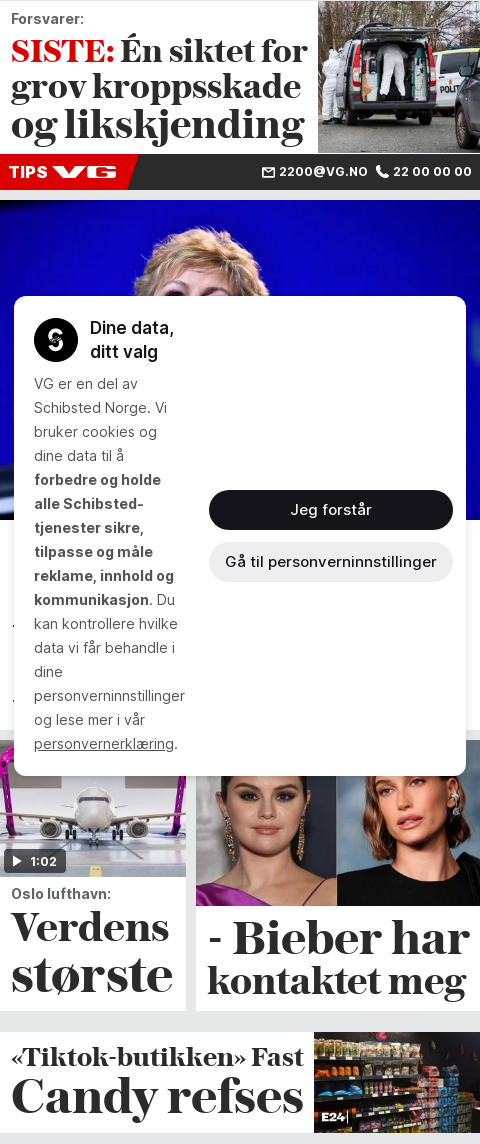 Forsvarer:
SISTE: Én siktet for
grov kroppsskade
og likskjending
POLITI
TIPS VG
2200@VG.NO
22 00 00 00
Dine data,
ditt valg
VG er en del av
Schibsted Norge. Vi
bruker cookies og
dine data til å
forbedre og holde
alle Schibsted-
tjenester sikre,
tilpasse og måle
reklame, innhold og
kommunikasjon. Du
kan kontrollere hvilke
data vi får behandle i
dine
personverninnstillinger
og lese mer i vår
personvernerklæring.
Jeg forstår
Gå til personverninnstillinger
1:02
Oslo lufthavn:
Verdens
største
- Bieber har
kontaktet meg
«Tiktok-butikken» Fast
Candy refses
E24